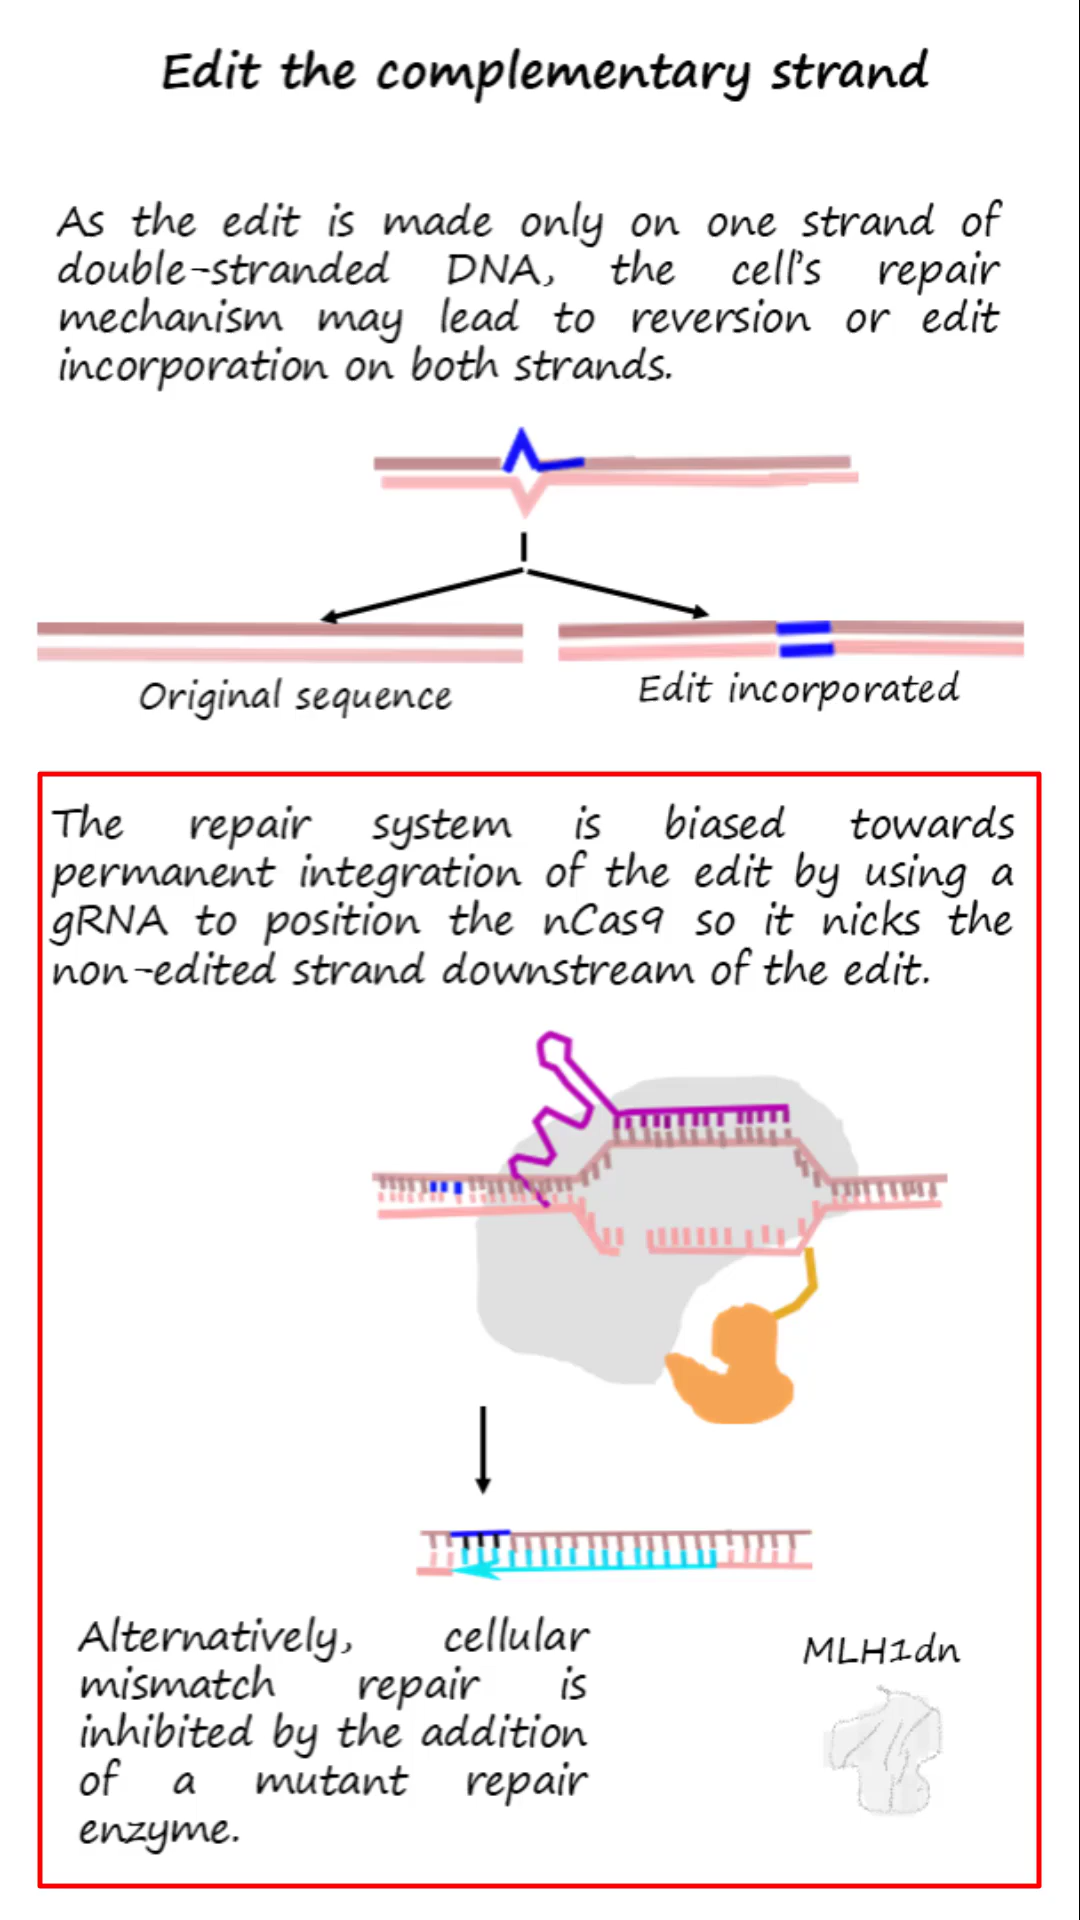 Edit the complementary strand
As the edit is made only on one strand of
double-stranded DNA, the cell's repair
mechanism may lead to reversion or edit
incorporation on both strands.
Original sequence
Edit incorporated
The repair system is biased towards
permanent integration of the edit by using a
gRNA to position the nCas9 so it nicks the
non-edited strand downstream of the edit.
Alternatively, cellular
mismatch repair is
inhibited by the addition
of a mutant repair
enzyme.
MLH1dn